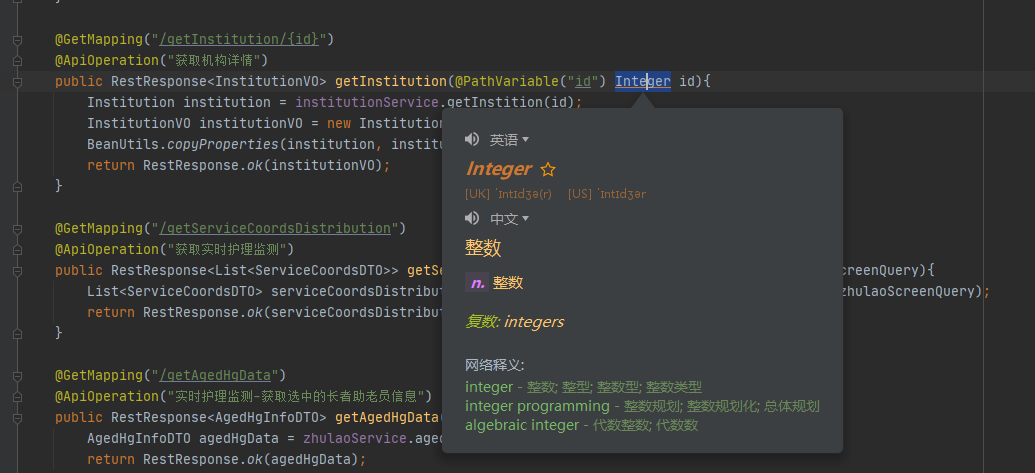 @GetMapping("/getInstitution/{id}")
@ApiOperation("获取机构详情")
public RestResponse<InstitutionVO> getInstitution(@PathVariable("id") Integer id){
Institution institution = institutionService.getInstition(id);
InstitutionVO institutionVO = new Institution
BeanUtils.copyProperties(institution, institu
return RestResponse.ok(institutionVO);
}
@GetMapping("/getServiceCoordsDistribution")
@ApiOperation("获取实时护理监测")
public RestResponse<List<ServiceCoordsDTO>> getSe creenQuery){
List<ServiceCoordsDTO> serviceCoordsDistribut zhulaoScreenQuery);
return RestResponse.ok(serviceCoordsDistribut
}
@GetMapping("/getAgedHgData")
@ApiOperation("实时护理监测-获取选中的长者助老员信息")
public RestResponse<AgedHgInfoDTO> getAgedHgData(
AgedHgInfoDTO agedHgData = zhulaoService.aged
return RestResponse.ok(agedHgData);
英语
Integer
[UK] ˈɪntɪdʒə(r) [US] ˈɪntɪdʒər
中文
整数
n. 整数
复数: integers
网络释义:
integer - 整数; 整型; 整数型; 整数类型
integer programming - 整数规划; 整数规划化; 总体规划
algebraic integer - 代数整数; 代数数